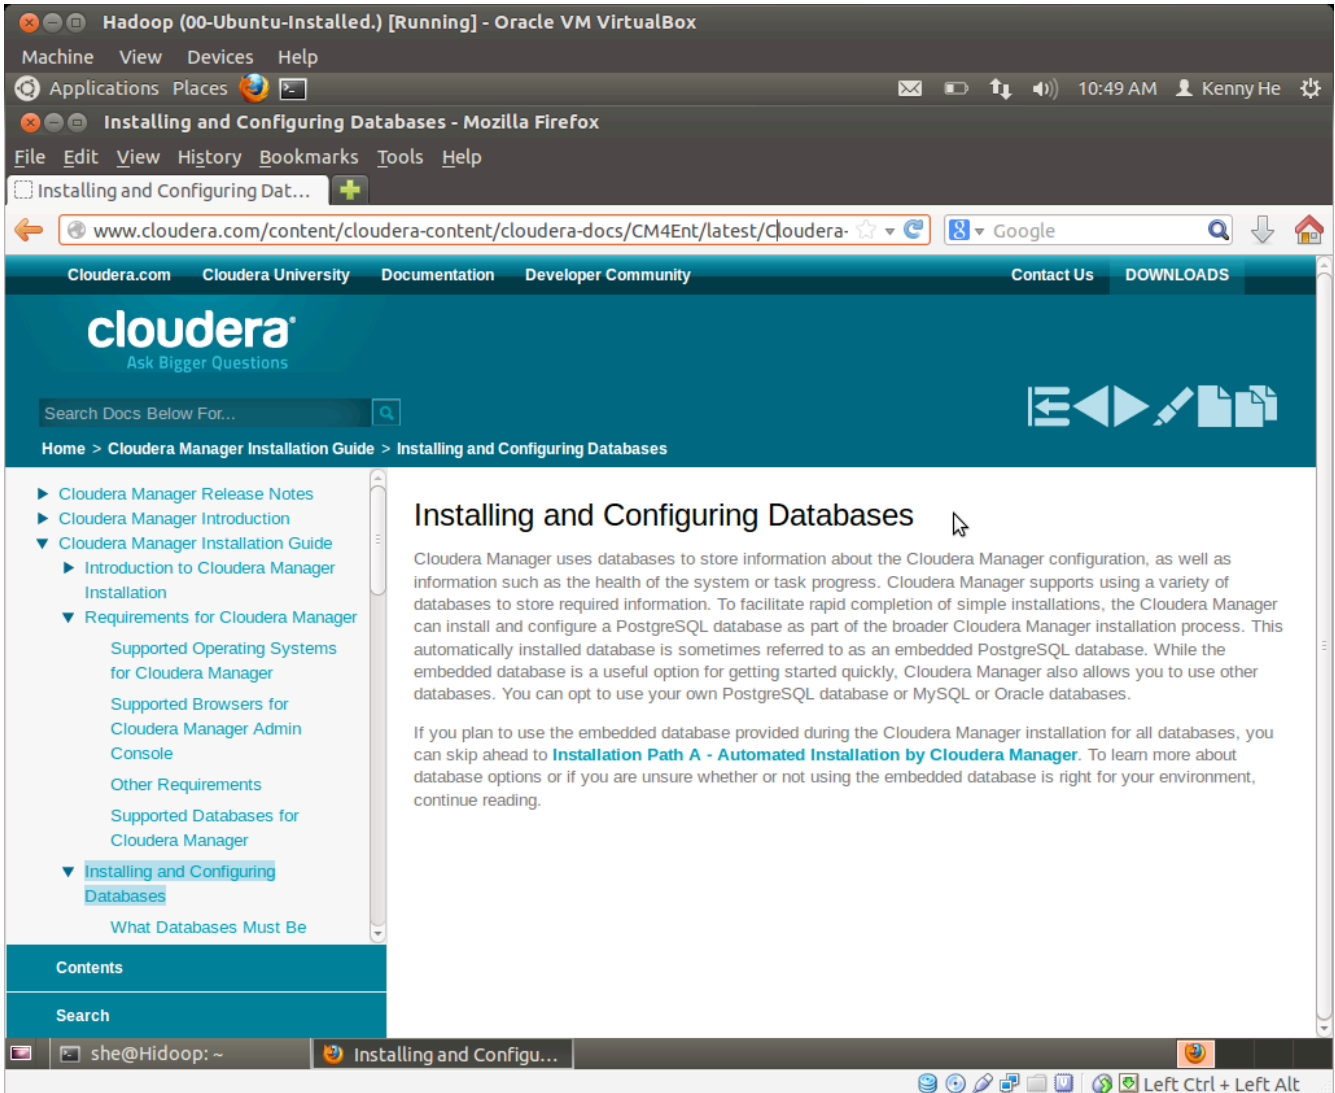 Hadoop (00-Ubuntu-Installed.) [Running] - Oracle VM VirtualBox
Machine View Devices Help
Applications Places 10:49 AM Kenny He
Installing and Configuring Databases - Mozilla Firefox
File Edit View History Bookmarks Tools Help
Installing and Configuring Dat...
www.cloudera.com/content/cloudera-content/cloudera-docs/CM4Ent/latest/Cloudera- Google
Cloudera.com Cloudera University Documentation Developer Community Contact Us DOWNLOADS
cloudera
Ask Bigger Questions
Search Docs Below For...
Home > Cloudera Manager Installation Guide > Installing and Configuring Databases
Cloudera Manager Release Notes
Cloudera Manager Introduction
Cloudera Manager Installation Guide
Introduction to Cloudera Manager
Installation
Requirements for Cloudera Manager
Supported Operating Systems
for Cloudera Manager
Supported Browsers for
Cloudera Manager Admin
Console
Other Requirements
Supported Databases for
Cloudera Manager
Installing and Configuring
Databases
What Databases Must Be
Contents
Search
Installing and Configuring Databases
Cloudera Manager uses databases to store information about the Cloudera Manager configuration, as well as
information such as the health of the system or task progress. Cloudera Manager supports using a variety of
databases to store required information. To facilitate rapid completion of simple installations, the Cloudera Manager
can install and configure a PostgreSQL database as part of the broader Cloudera Manager installation process. This
automatically installed database is sometimes referred to as an embedded PostgreSQL database. While the
embedded database is a useful option for getting started quickly, Cloudera Manager also allows you to use other
databases. You can opt to use your own PostgreSQL database or MySQL or Oracle databases.
If you plan to use the embedded database provided during the Cloudera Manager installation for all databases, you
can skip ahead to Installation Path A - Automated Installation by Cloudera Manager. To learn more about
database options or if you are unsure whether or not using the embedded database is right for your environment,
continue reading.
she@Hidoop: ~ Installing and Configu...
Left Ctrl + Left Alt